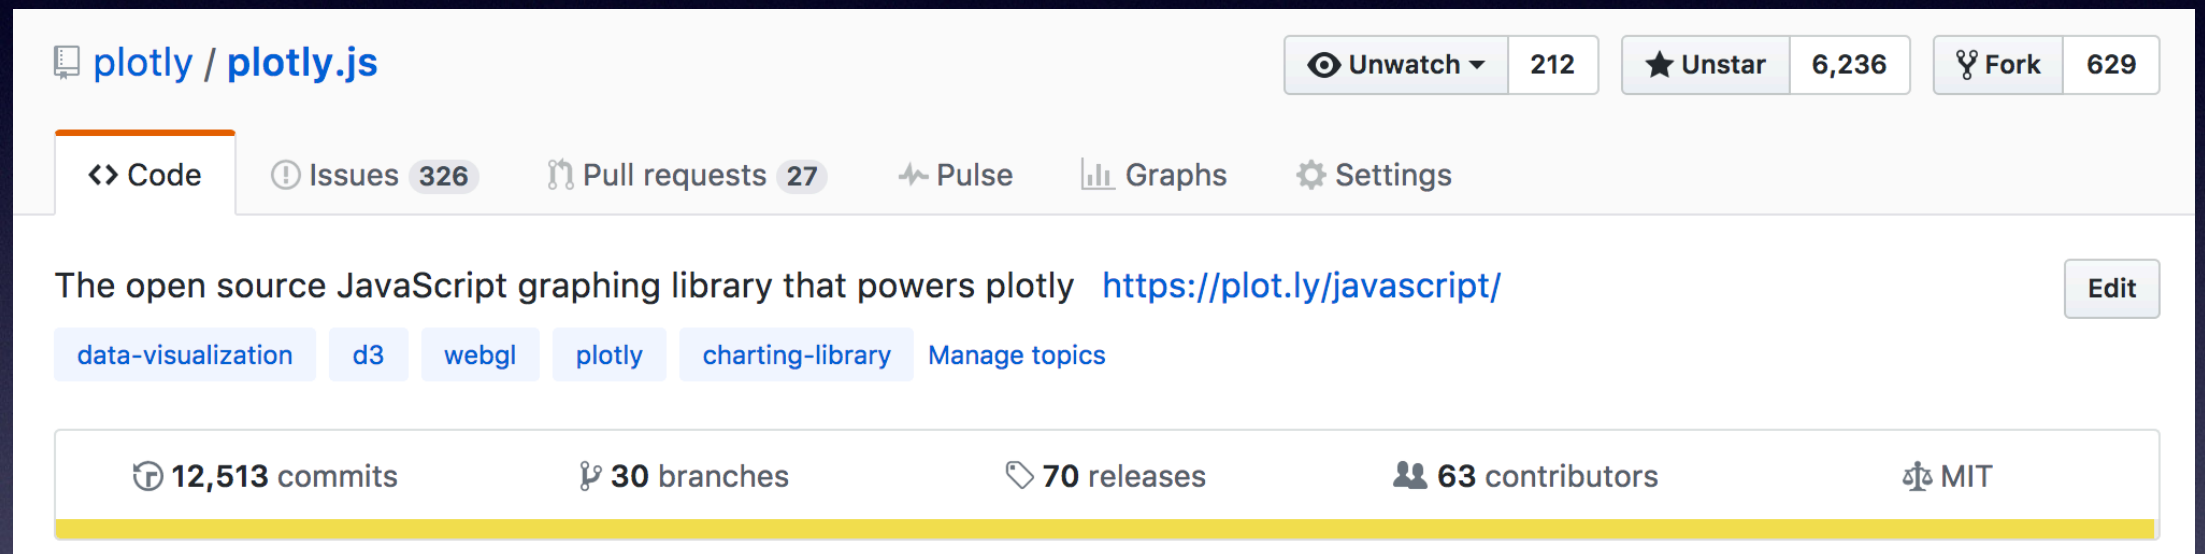 plotly / plotly.js
Unwatch 212
Unstar 6,236
Fork 629
Code
Issues 326
Pull requests 27
Pulse
Graphs
Settings
The open source JavaScript graphing library that powers plotly https://plot.ly/javascript/
Edit
data-visualization d3 webgl plotly charting-library Manage topics
12,513 commits 30 branches 70 releases 63 contributors MIT